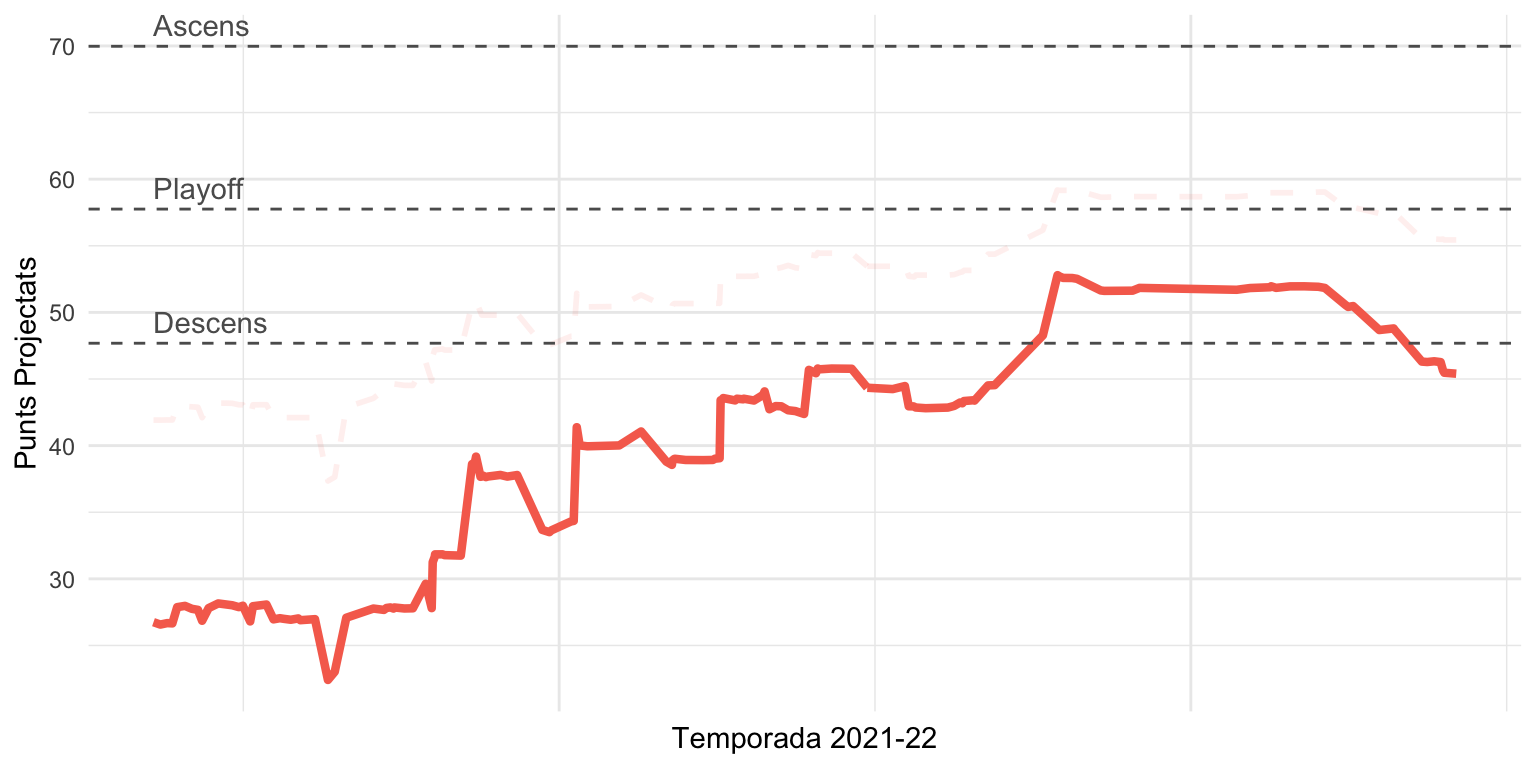 Ascens
70
60
Playoff
50
Descens
40
30
Punts Projectats
Temporada 2021-22